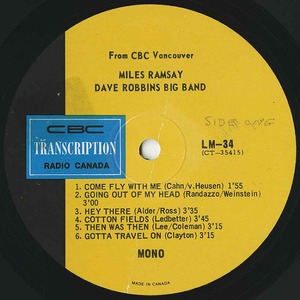 From CBC Vancouver
MILES RAMSAY
DAVE ROBBINS BIG BAND
SIDE ONE
CBC
TRANSCRIPTION
RADIO CANADA
LM-34
(CT-35415)
1. COME FLY WITH ME (Cahn/v.Heusen) 1'55
2. GOING OUT OF MY HEAD (Randazzo/Weinstein)
3'00
3. HEY THERE (Alder/Ross) 3'35
4. COTTON FIELDS (Ledbetter) 3'45
5. THEN WAS THEN (Lee/Coleman) 3'15
6. GOTTA TRAVEL ON (Clayton) 3'35
MONO
MADE IN CANADA